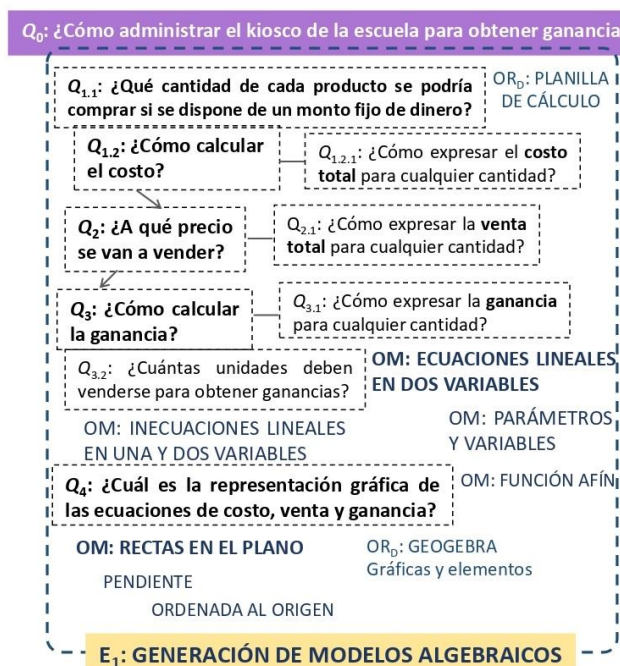 Q0: ¿Cómo administrar el kiosco de la escuela para obtener ganancia
Q1.1: ¿Qué cantidad de cada producto se podría
comprar si se dispone de un monto fijo de dinero?
ORD: PLANILLA
DE CÁLCULO
Q1.2: ¿Cómo calcular
el costo?
Q1.2.1: ¿Cómo expresar el costo
total para cualquier cantidad?
Q2: ¿A qué precio
se van a vender?
Q2.1: ¿Cómo expresar la venta
total para cualquier cantidad?
Q3: ¿Cómo calcular
la ganancia?
Q3.1: ¿Cómo expresar la ganancia
para cualquier cantidad?
Q3.2: ¿Cuántas unidades deben
venderse para obtener ganancias?
OM: ECUACIONES LINEALES
EN DOS VARIABLES
OM: INECUACIONES LINEALES
EN UNA Y DOS VARIABLES
OM: PARÁMETROS
Y VARIABLES
Q4: ¿Cuál es la representación gráfica de
las ecuaciones de costo, venta y ganancia?
OM: FUNCIÓN AFÍN
OM: RECTAS EN EL PLANO
PENDIENTE
ORDENADA AL ORIGEN
ORD: GEOGEBRA
Gráficas y elementos
E1: GENERACIÓN DE MODELOS ALGEBRAICOS